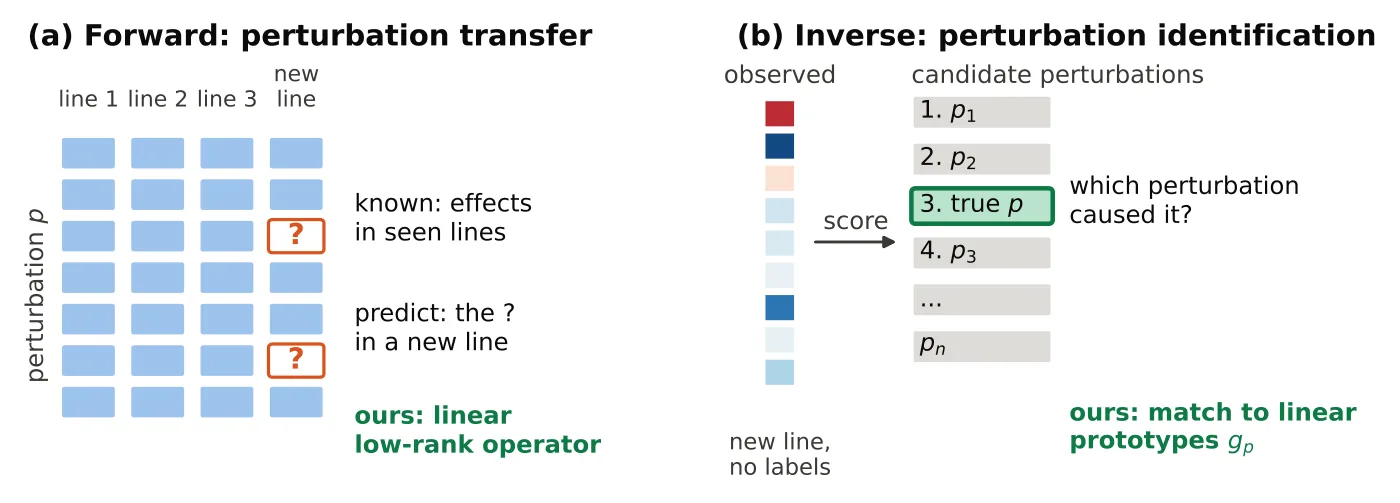 (a) Forward: perturbation transfer
line 1 line 2 line 3 new line
perturbation p
?
?
known: effects
in seen lines
predict: the ?
in a new line
ours: linear
low-rank operator
(b) Inverse: perturbation identification
observed
new line,
no labels
score
candidate perturbations
1. p₁
2. p₂
3. true p
4. p₃
...
pₙ
which perturbation
caused it?
ours: match to linear
prototypes gₚ